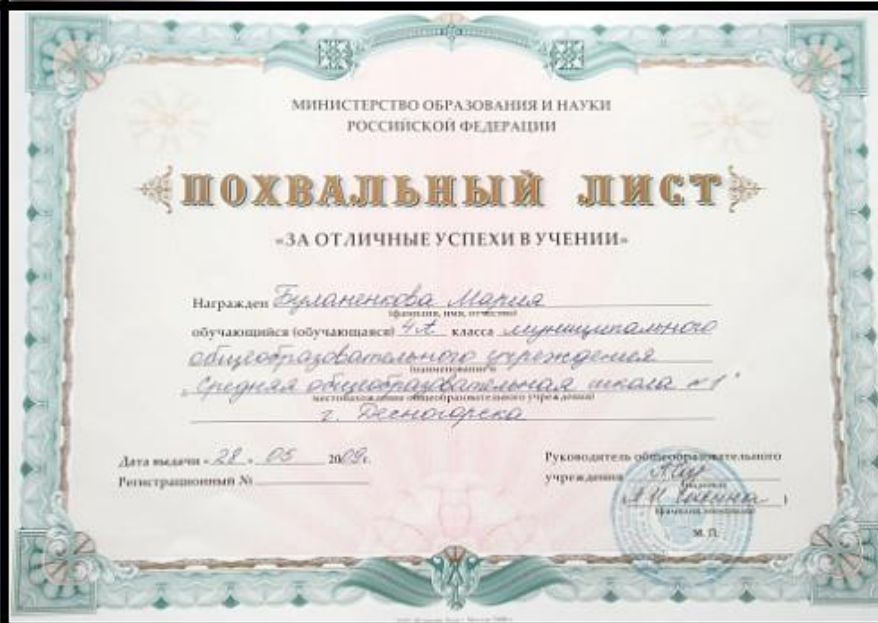 МИНИСТЕРСТВО ОБРАЗОВАНИЯ И НАУКИ
РОССИЙСКОЙ ФЕДЕРАЦИИ
ПОХВАЛЬНЫЙ ЛИСТ
«ЗА ОТЛИЧНЫЕ УСПЕХИ В УЧЕНИИ»
Награжден Буланенкова Мария
(фамилия, имя, отчество)
обучающийся (обучающаяся) 4А класса муниципального
общеобразовательного учреждения
(наименование и
"Средняя общеобразовательная школа №1"
местонахождение общеобразовательного учреждения)
г. Десногорска
Дата выдачи «28» 05 2009г.
Регистрационный №
Руководитель общеобразовательного
учреждения
(подпись)
А.И.
(фамилия, инициалы)
М. П.